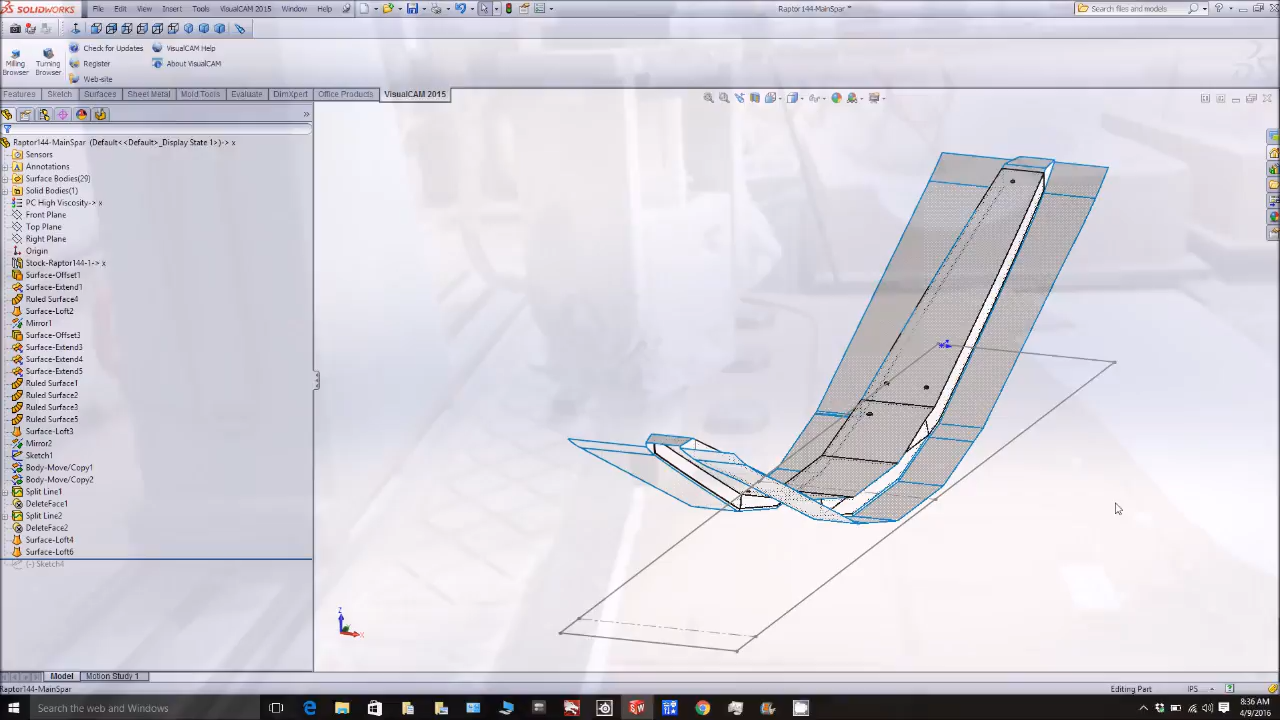 SOLIDWORKS File Edit View Insert Tools VisualCAM 2015 Window Help Raptor144-MainSpar * Search files and models
Check for Updates VisualCAM Help
Milling Browser Turning Browser Register About VisualCAM
Web-site
Features Sketch Surfaces Sheet Metal Mold Tools Evaluate DimXpert Office Products VisualCAM 2015
Raptor144-MainSpar (Default<<Default>_Display State 1>)-> x
Sensors
Annotations
Surface Bodies(29)
Solid Bodies(1)
PC High Viscosity-> x
Front Plane
Top Plane
Right Plane
Origin
Stock-Raptor144-1-> x
Surface-Offset1
Surface-Extend1
Ruled Surface4
Surface-Loft2
Mirror1
Surface-Offset3
Surface-Extend3
Surface-Extend4
Surface-Extend5
Ruled Surface1
Ruled Surface2
Ruled Surface3
Ruled Surface5
Surface-Loft3
Mirror2
Sketch1
Body-Move/Copy1
Body-Move/Copy2
Split Line1
DeleteFace1
Split Line2
DeleteFace2
Surface-Loft4
Surface-Loft6
(-) Sketch4
Z
X
Model Motion Study 1
Raptor144-MainSpar Editing Part IPS
Search the web and Windows 8:36 AM
4/9/2016